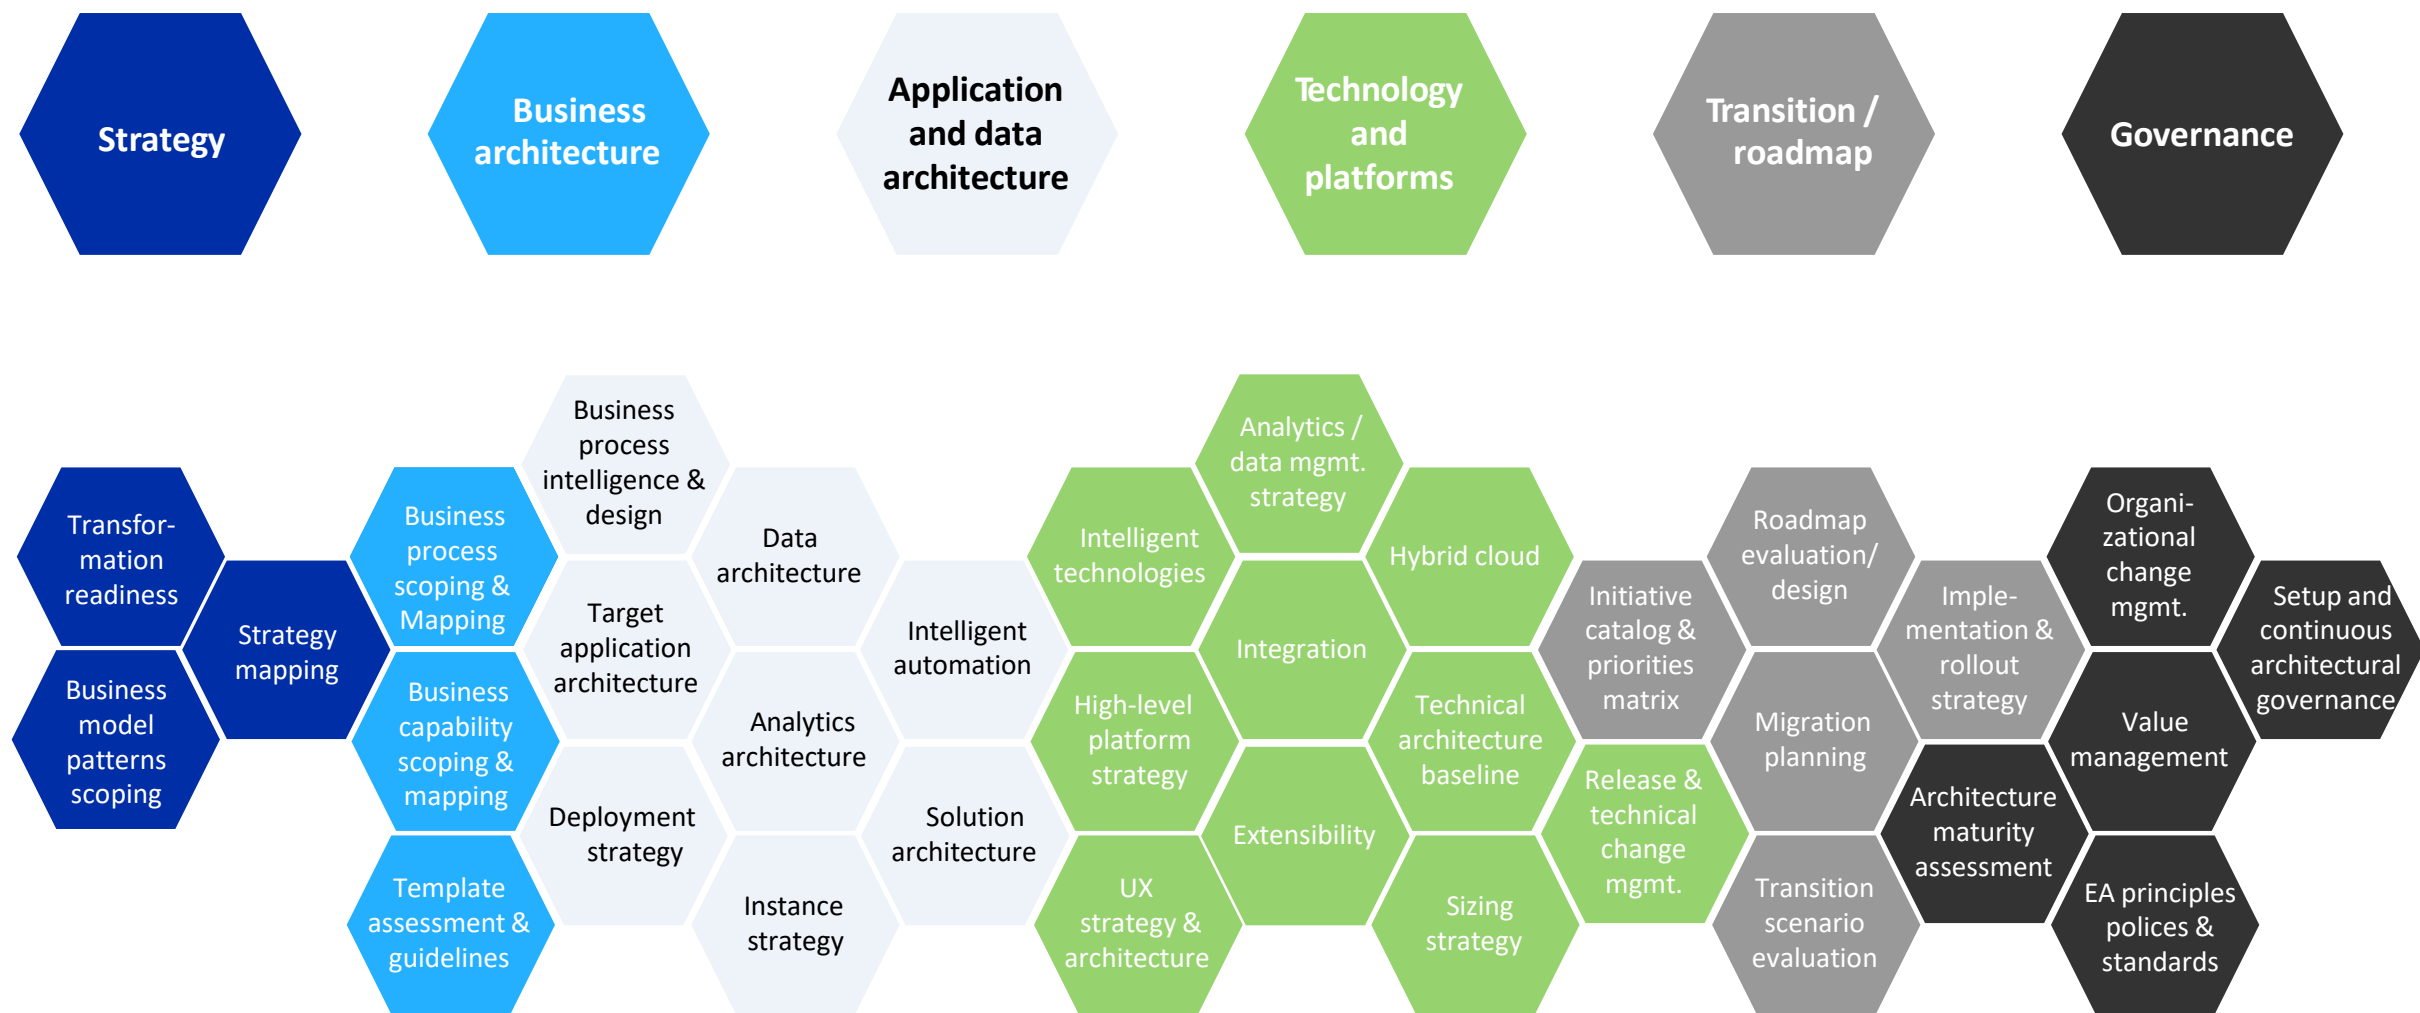 Strategy
Business
architecture
Application
and data
architecture
Technology
and
platforms
Transition /
roadmap
Governance
Transfor-
mation
readiness
Business
model
patterns
scoping
Strategy
mapping
Business
process
scoping &
Mapping
Business
capability
scoping &
mapping
Template
assessment &
guidelines
Business
process
intelligence &
design
Target
application
architecture
Deployment
strategy
Data
architecture
Analytics
architecture
Instance
strategy
Intelligent
automation
Solution
architecture
Intelligent
technologies
High-level
platform
strategy
UX
strategy &
architecture
Analytics /
data mgmt.
strategy
Integration
Extensibility
Hybrid cloud
Technical
architecture
baseline
Sizing
strategy
Initiative
catalog &
priorities
matrix
Release &
technical
change
mgmt.
Roadmap
evaluation/
design
Migration
planning
Transition
scenario
evaluation
Imple-
mentation &
rollout
strategy
Architecture
maturity
assessment
Organi-
zational
change
mgmt.
Value
management
EA principles
polices &
standards
Setup and
continuous
architectural
governance